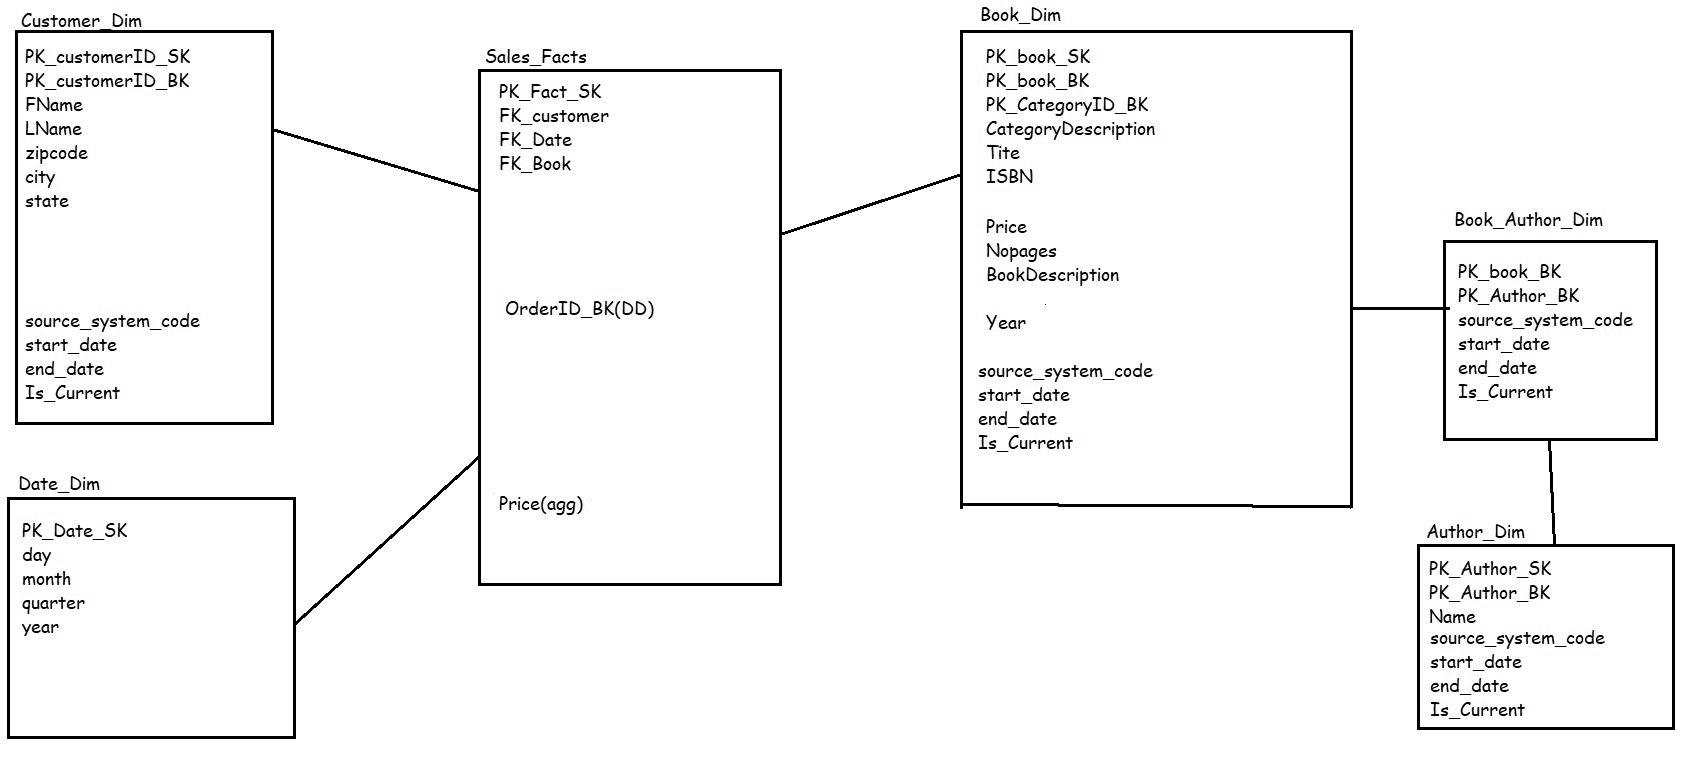 Customer_Dim
PK_customerID_SK
PK_customerID_BK
FName
LName
zipcode
city
state
source_system_code
start_date
end_date
Is_Current
Date_Dim
PK_Date_SK
day
month
quarter
year
Sales_Facts
PK_Fact_SK
FK_customer
FK_Date
FK_Book
OrderID_BK(DD)
Price(agg)
Book_Dim
PK_book_SK
PK_book_BK
PK_CategoryID_BK
CategoryDescription
Tite
ISBN
Price
Nopages
BookDescription
Year
source_system_code
start_date
end_date
Is_Current
Book_Author_Dim
PK_book_BK
PK_Author_BK
source_system_code
start_date
end_date
Is_Current
Author_Dim
PK_Author_SK
PK_Author_BK
Name
source_system_code
start_date
end_date
Is_Current